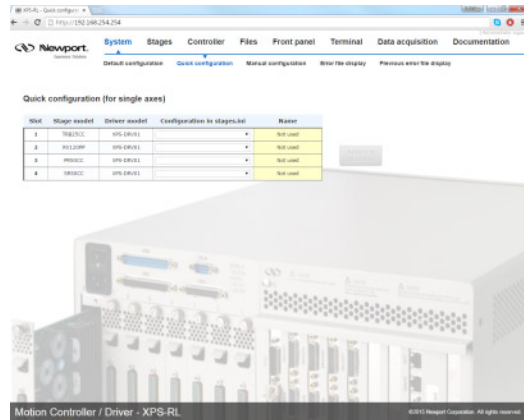 XPS-RL - Quick configura
192.168.254.254
Newport.
System Stages Controller Files Front panel Terminal Data acquisition Documentation
Default configuration Quick configuration Manual configuration Error file display Previous error file display
Quick configuration (for single axes)
Slot Stage model Driver model Configuration in stages.ini Name
1 TRB25CC XPS-DRV01 Not used
2 RV120PP XPS-DRV01 Not used
3 XPS-DRV01 Not used
4 XPS-DRV01 Not used
Motion Controller / Driver - XPS-RL
©2015 Newport Corporation. All rights reserved.